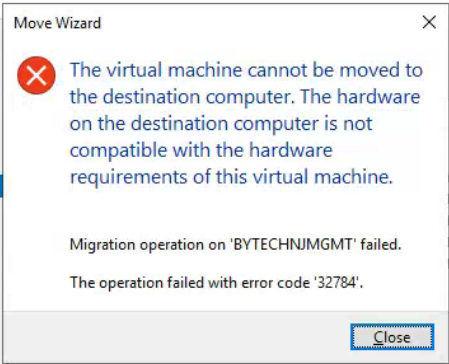 Move Wizard
The virtual machine cannot be moved to
the destination computer. The hardware
on the destination computer is not
compatible with the hardware
requirements of this virtual machine.
Migration operation on 'BYTECHNJMGMT' failed.
The operation failed with error code '32784'.
Close